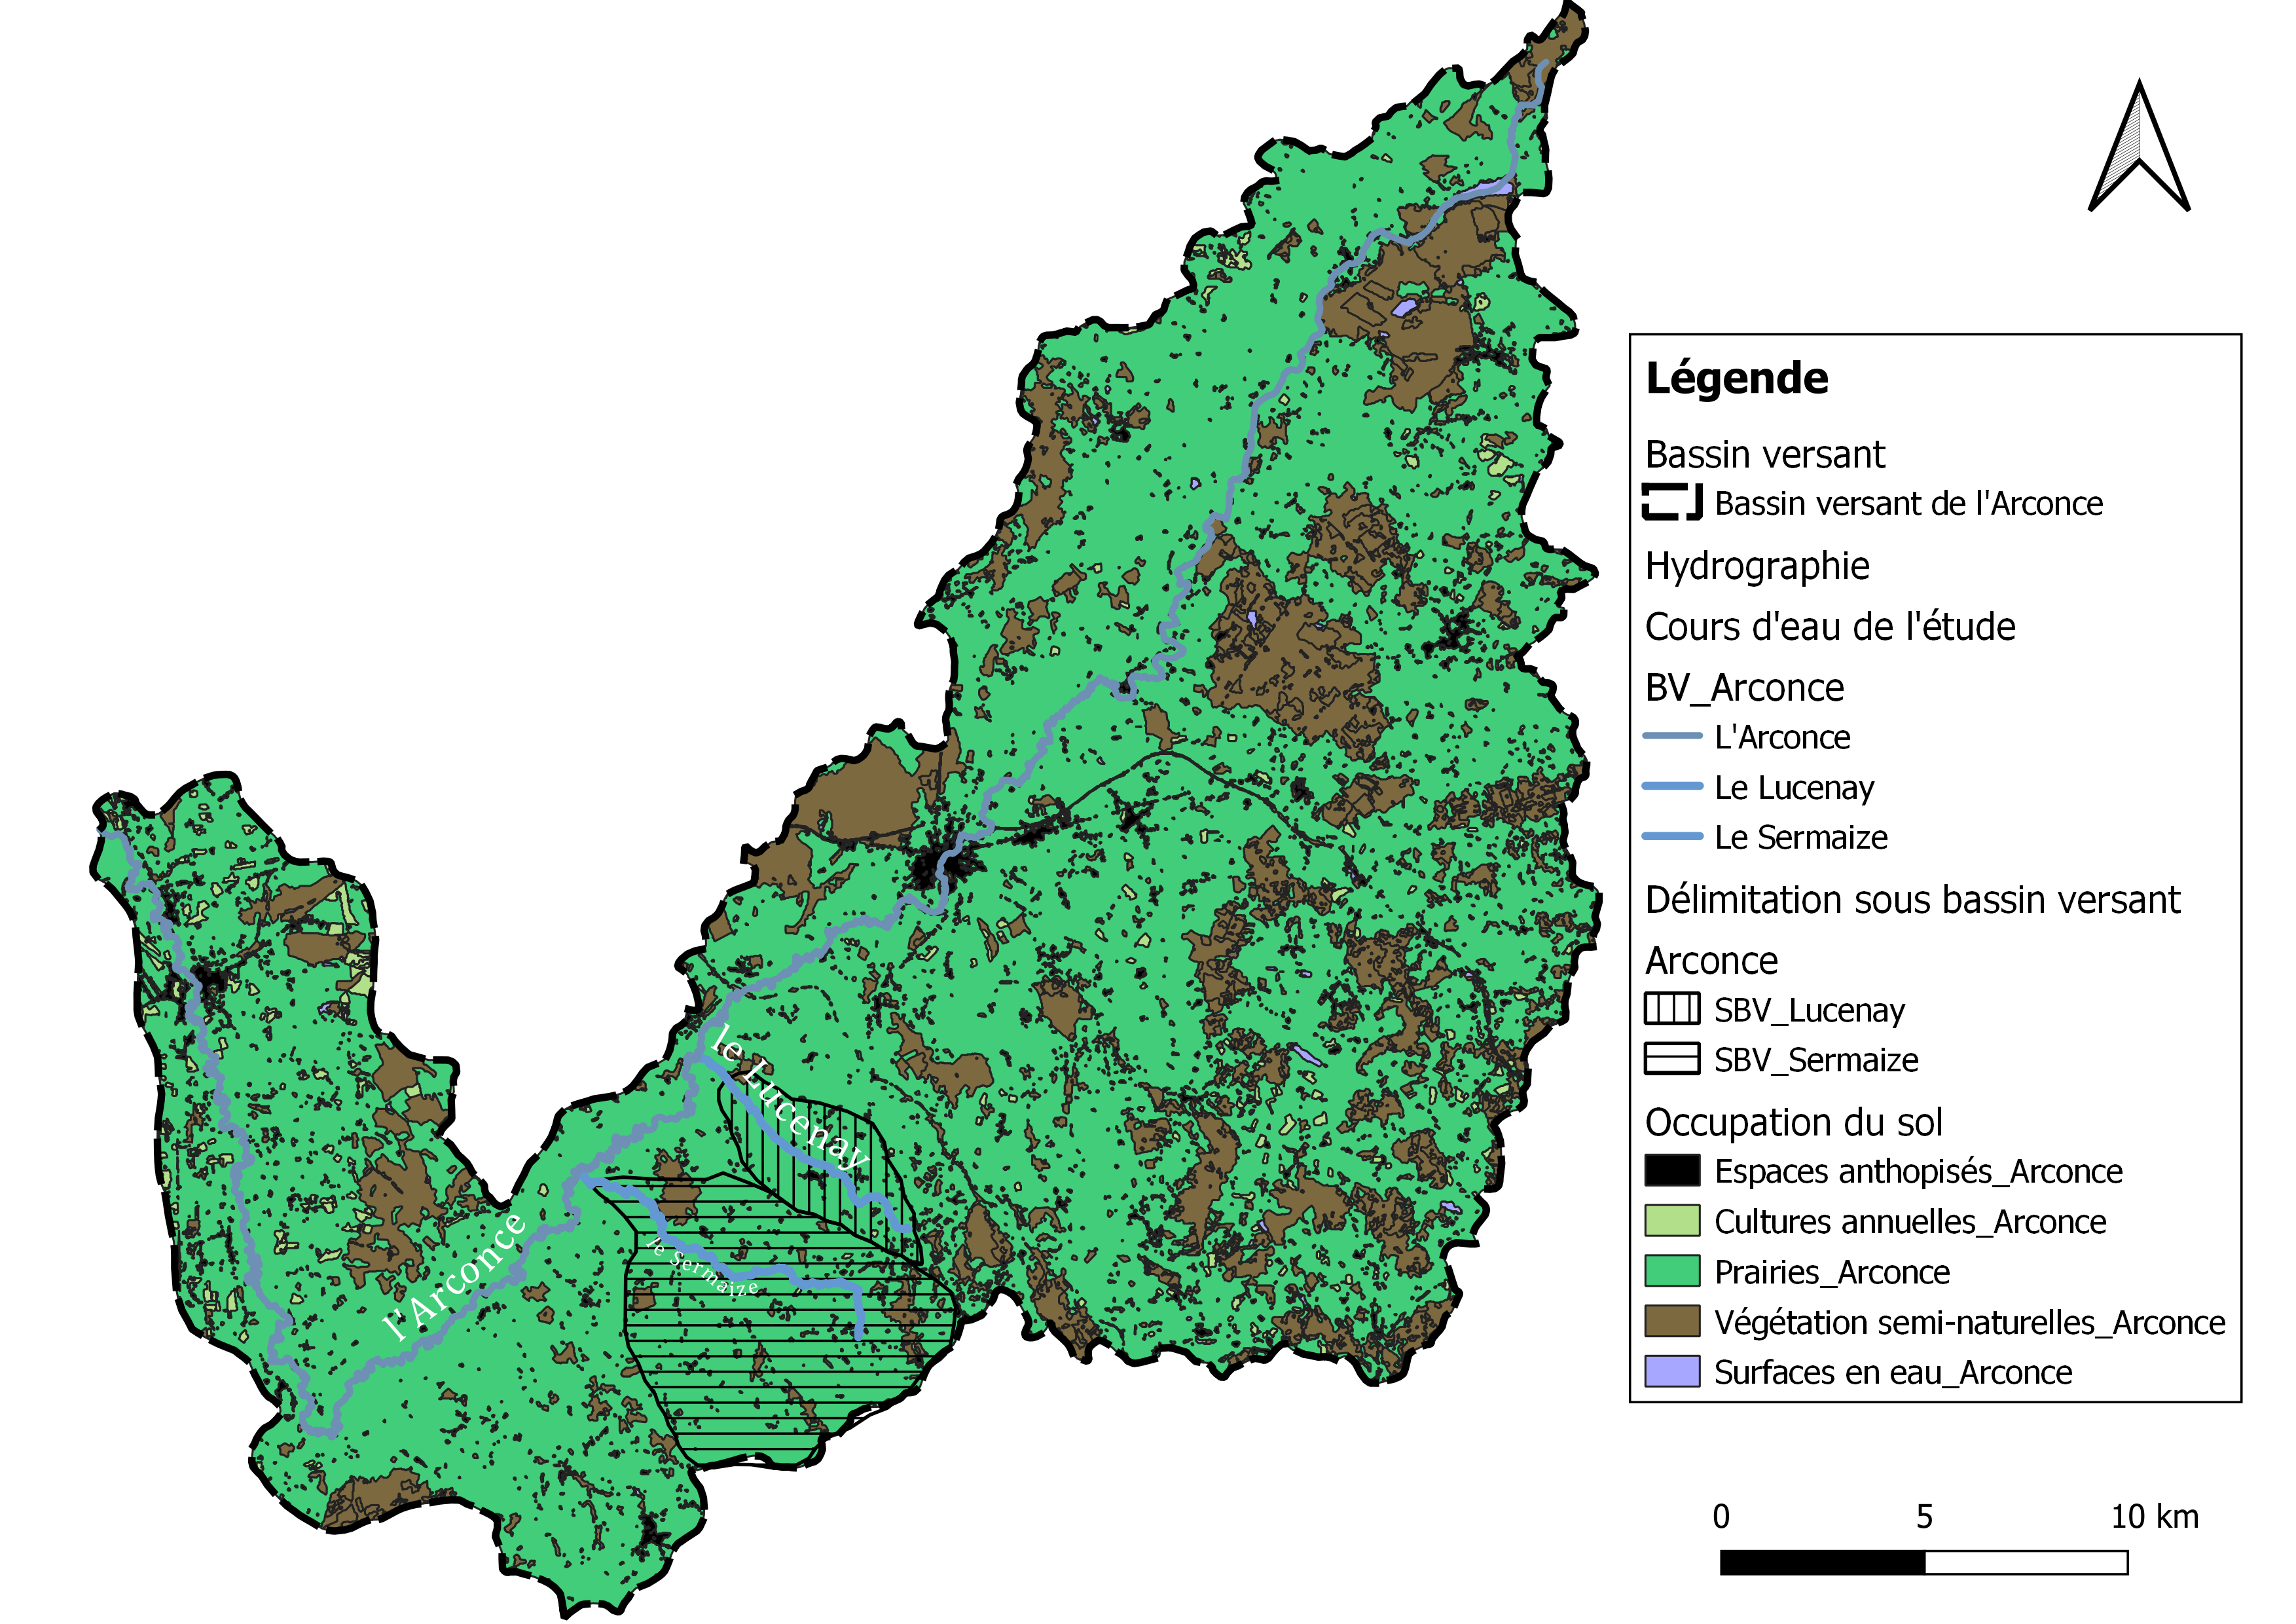 le Lucenay
l'Arconce
le Sermaize
Légende
Bassin versant
Bassin versant de l'Arconce
Hydrographie
Cours d'eau de l'étude
BV_Arconce
L'Arconce
Le Lucenay
Le Sermaize
Délimitation sous bassin versant
Arconce
SBV_Lucenay
SBV_Sermaize
Occupation du sol
Espaces anthopisés_Arconce
Cultures annuelles_Arconce
Prairies_Arconce
Végétation semi-naturelles_Arconce
Surfaces en eau_Arconce
0 5 10 km